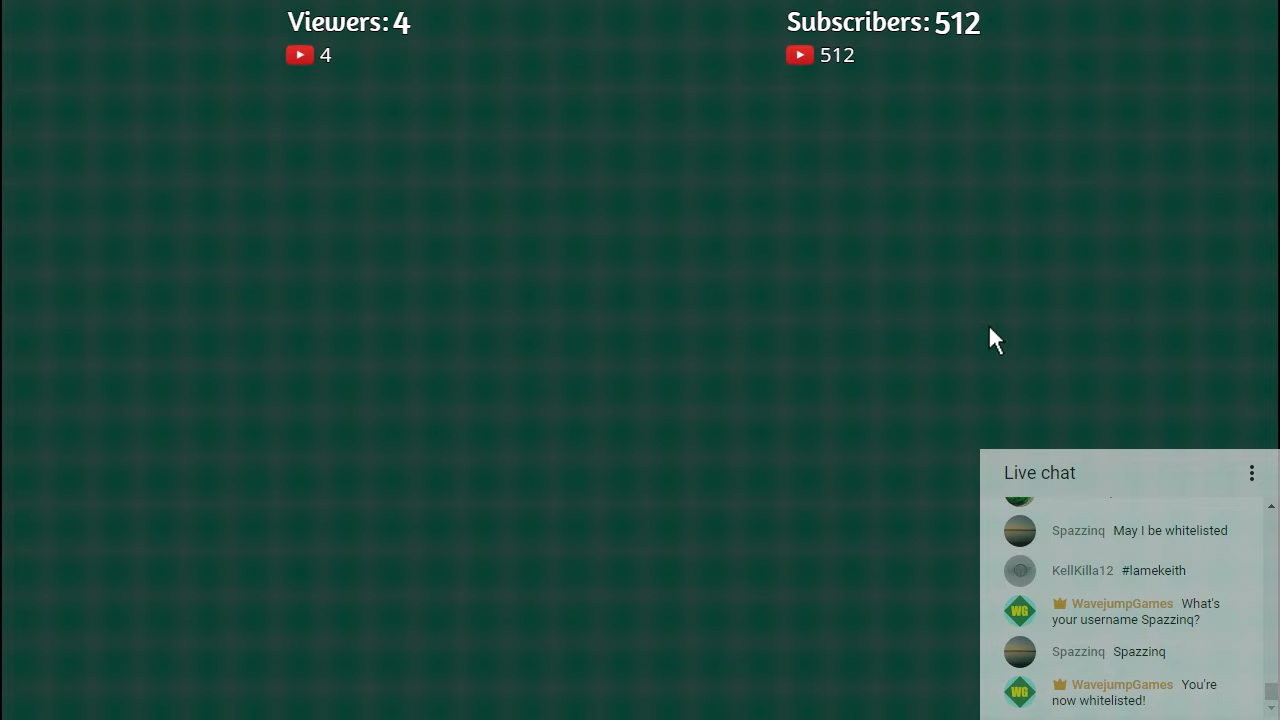 Viewers: 4
4
Subscribers: 512
512
Live chat
Spazzinq May I be whitelisted
KellKilla12 #lamekeith
WG WavejumpGames What's
your username Spazzinq?
Spazzinq Spazzinq
WG WavejumpGames You're
now whitelisted!